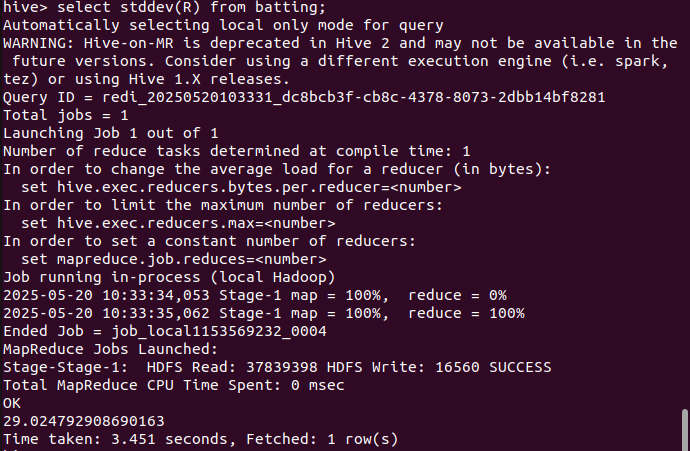 hive> select stddev(R) from batting;
Automatically selecting local only mode for query
WARNING: Hive-on-MR is deprecated in Hive 2 and may not be available in the
 future versions. Consider using a different execution engine (i.e. spark,
tez) or using Hive 1.X releases.
Query ID = redi_20250520103331_dc8bcb3f-cb8c-4378-8073-2dbb14bf8281
Total jobs = 1
Launching Job 1 out of 1
Number of reduce tasks determined at compile time: 1
In order to change the average load for a reducer (in bytes):
  set hive.exec.reducers.bytes.per.reducer=<number>
In order to limit the maximum number of reducers:
  set hive.exec.reducers.max=<number>
In order to set a constant number of reducers:
  set mapreduce.job.reduces=<number>
Job running in-process (local Hadoop)
2025-05-20 10:33:34,053 Stage-1 map = 100%,  reduce = 0%
2025-05-20 10:33:35,062 Stage-1 map = 100%,  reduce = 100%
Ended Job = job_local1153569232_0004
MapReduce Jobs Launched:
Stage-Stage-1:  HDFS Read: 37839398 HDFS Write: 16560 SUCCESS
Total MapReduce CPU Time Spent: 0 msec
OK
29.024792908690163
Time taken: 3.451 seconds, Fetched: 1 row(s)